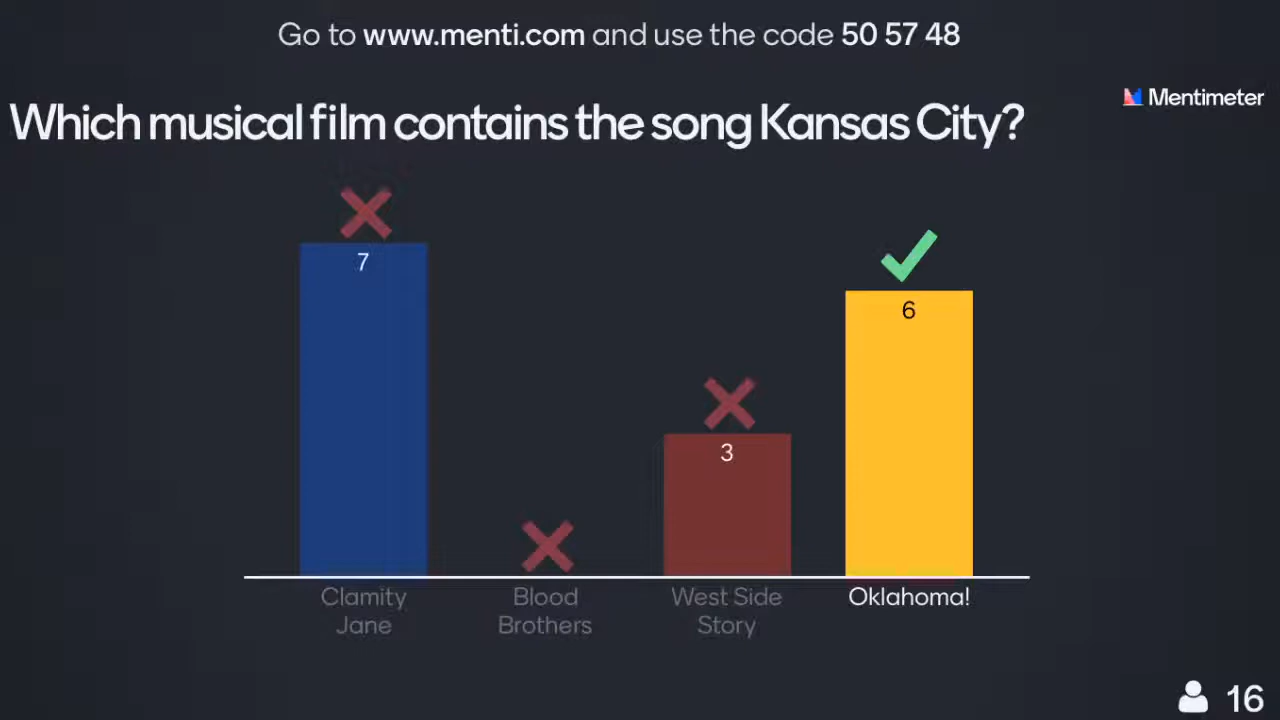 Go to www.menti.com and use the code 50 57 48
Mentimeter
Which musical film contains the song Kansas City?
7
6
3
Clamity
Jane
Blood
Brothers
West Side
Story
Oklahoma!
16